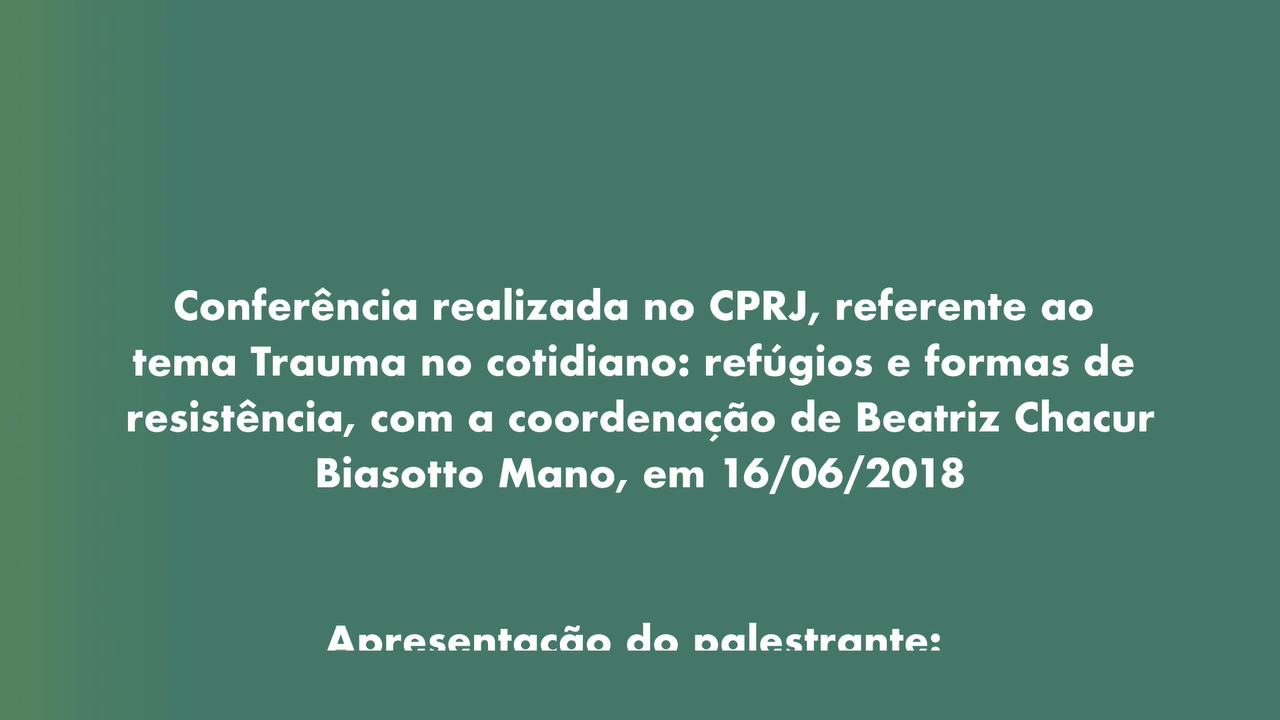 Conferência realizada no CPRJ, referente ao
tema Trauma no cotidiano: refúgios e formas de
resistência, com a coordenação de Beatriz Chacur
Biasotto Mano, em 16/06/2018
Apresentação do palestrante: